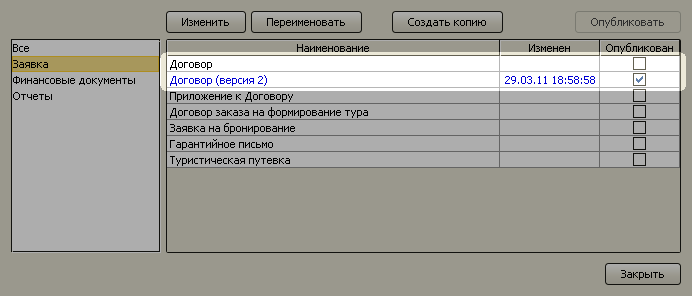 Изменить Переименовать Создать копию Опубликовать
Все
Заявка
Финансовые документы
Отчеты
Наименование Изменен Опубликован
Договор
Договор (версия 2) 29.03.11 18:58:58
Приложение к Договору
Договор заказа на формирование тура
Заявка на бронирование
Гарантийное письмо
Туристическая путевка
Закрыть